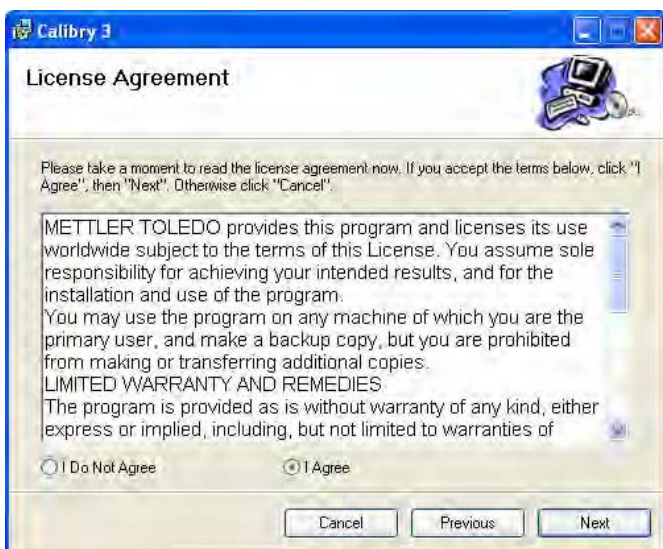 Calibry 3
License Agreement
Please take a moment to read the license agreement now. If you accept the terms below, click "I
Agree", then "Next". Otherwise click "Cancel".
METTLER TOLEDO provides this program and licenses its use
worldwide subject to the terms of this License. You assume sole
responsibility for achieving your intended results, and for the
installation and use of the program.
You may use the program on any machine of which you are the
primary user, and make a backup copy, but you are prohibited
from making or transferring additional copies.
LIMITED WARRANTY AND REMEDIES
The program is provided as is without warranty of any kind, either
express or implied, including, but not limited to warranties of
I Do Not Agree
I Agree
Cancel
Previous
Next